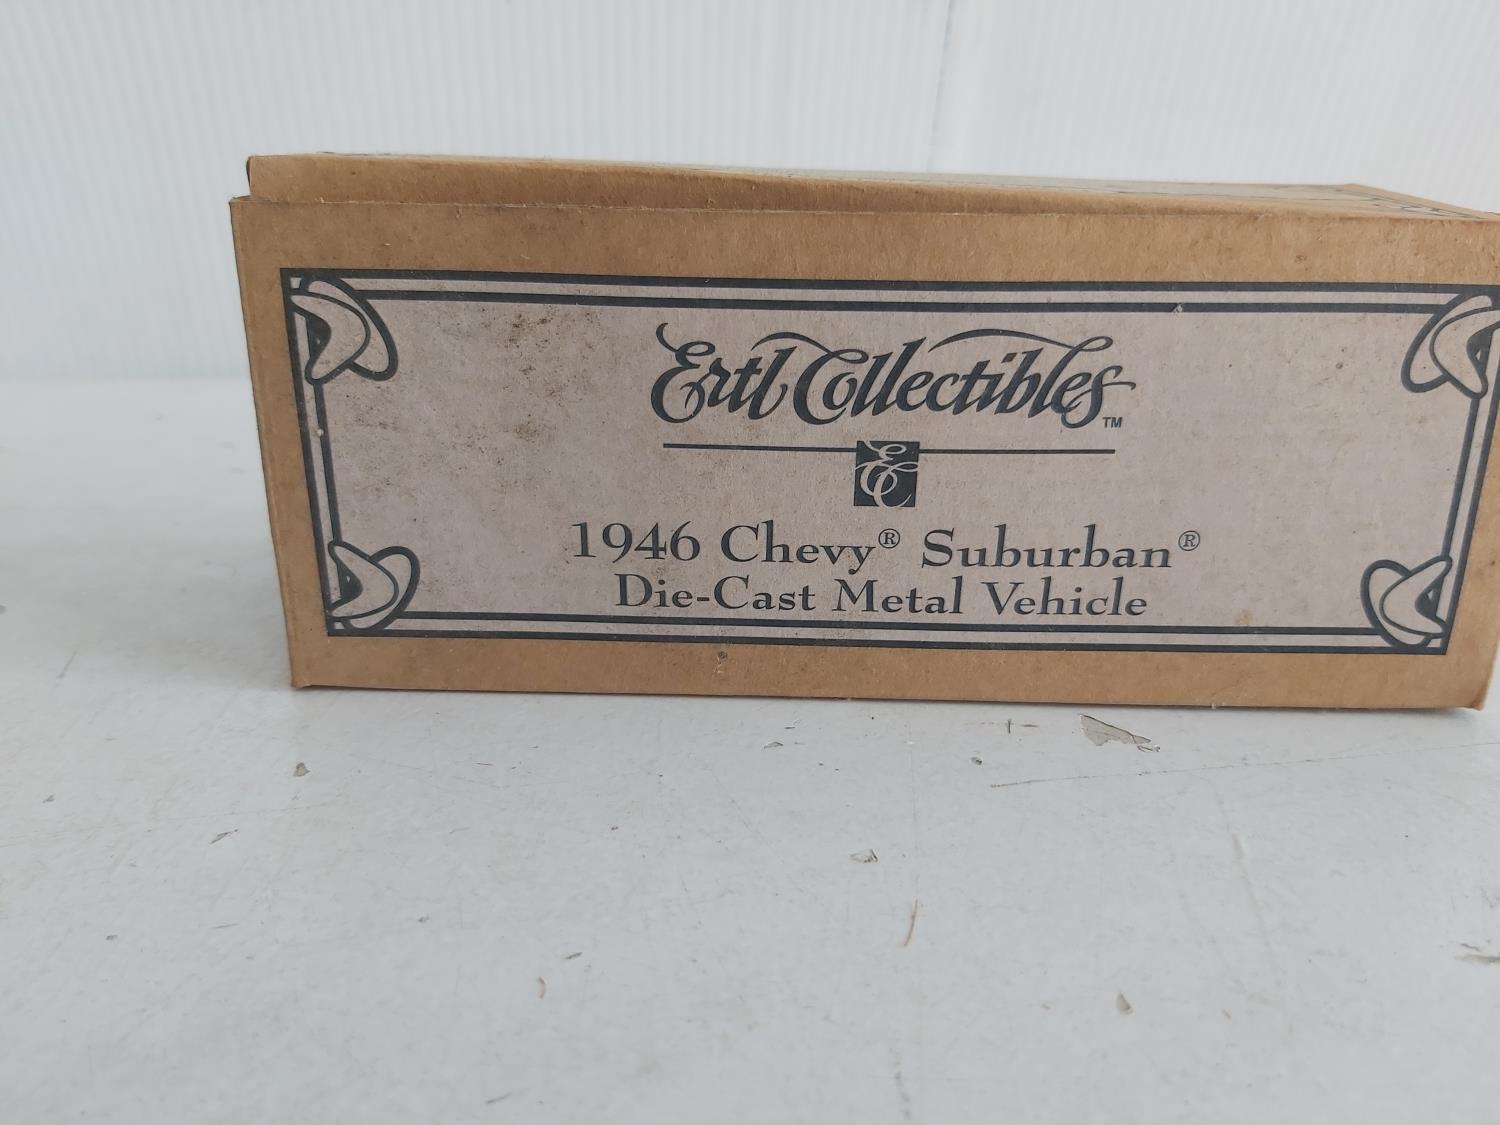 Ertl Collectibles™
EC
1946 Chevy® Suburban®
Die-Cast Metal Vehicle